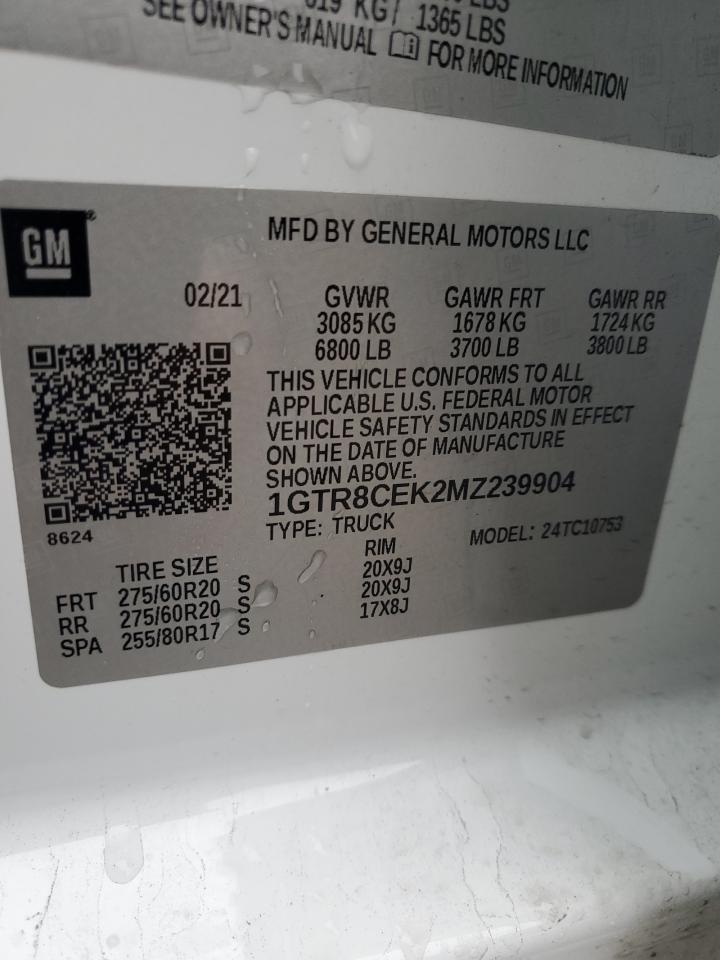 KG / 1365 LBS
SEE OWNER'S MANUAL FOR MORE INFORMATION
GM®
MFD BY GENERAL MOTORS LLC
02/21 GVWR GAWR FRT GAWR RR
3085 KG 1678 KG 1724 KG
6800 LB 3700 LB 3800 LB
THIS VEHICLE CONFORMS TO ALL
APPLICABLE U.S. FEDERAL MOTOR
VEHICLE SAFETY STANDARDS IN EFFECT
ON THE DATE OF MANUFACTURE
SHOWN ABOVE.
1GTR8CEK2MZ239904
8624
TYPE: TRUCK MODEL: 24TC10753
TIRE SIZE RIM
FRT 275/60R20 S 20X9J
RR 275/60R20 S 20X9J
SPA 255/80R17 S 17X8J